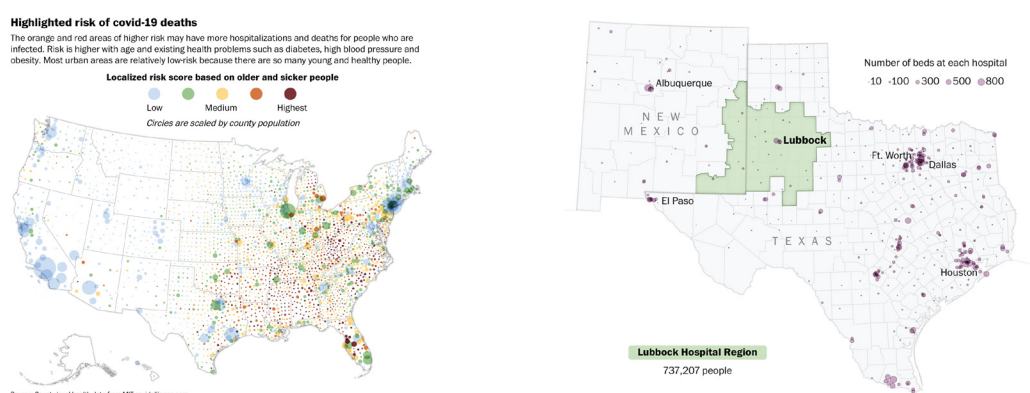 Highlighted risk of covid-19 deaths
The orange and red areas of higher risk may have more hospitalizations and deaths for people who are
infected. Risk is higher with age and existing health problems such as diabetes, high blood pressure and
obesity. Most urban areas are relatively low-risk because there are so many young and healthy people.
Localized risk score based on older and sicker people
Low
Medium
Highest
Circles are scaled by county population
Number of beds at each hospital
10 100 300 500 800
Albuquerque
NEW
MEXICO
Lubbock
Ft. Worth
Dallas
El Paso
TEXAS
Houston
Lubbock Hospital Region
737,207 people